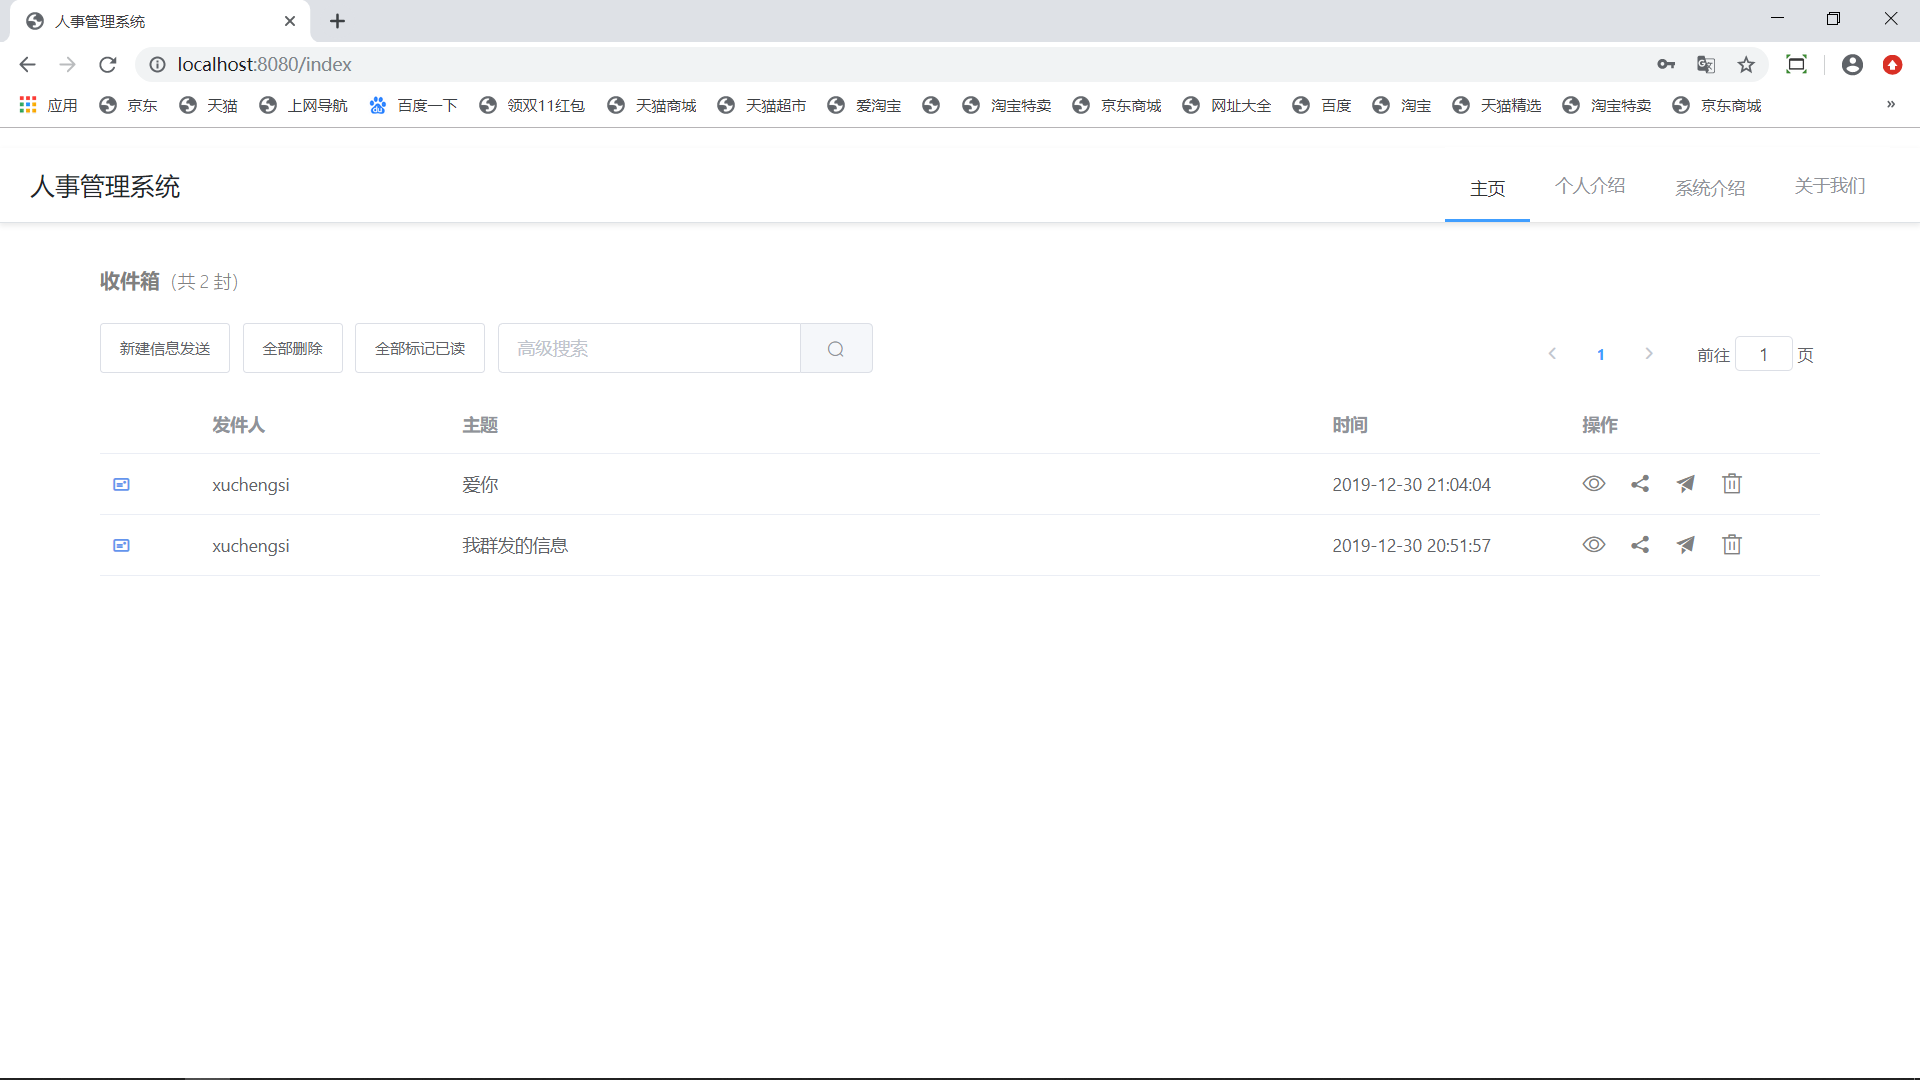 人事管理系统
localhost:8080/index
应用 京东 天猫 上网导航 百度一下 领双11红包 天猫商城 天猫超市 爱淘宝 淘宝特卖 京东商城 网址大全 百度 淘宝 天猫精选 淘宝特卖 京东商城 »
人事管理系统 主页 个人介绍 系统介绍 关于我们
收件箱 (共 2 封)
新建信息发送 全部删除 全部标记已读 高级搜索 1 前往 1 页
发件人 主题 时间 操作
xuchengsi 爱你 2019-12-30 21:04:04
xuchengsi 我群发的信息 2019-12-30 20:51:57